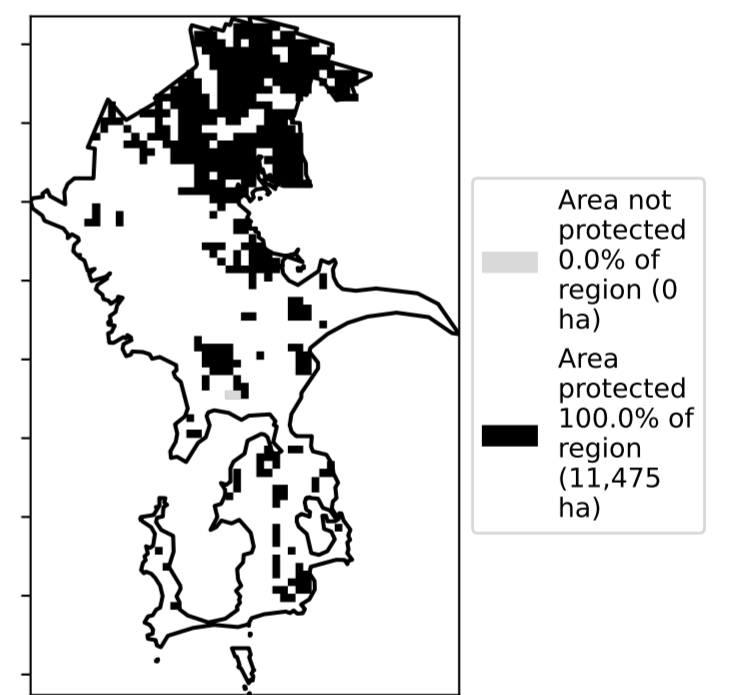 Area not
protected
0.0% of
region (0
ha)
Area
protected
100.0% of
region
(11,475
ha)